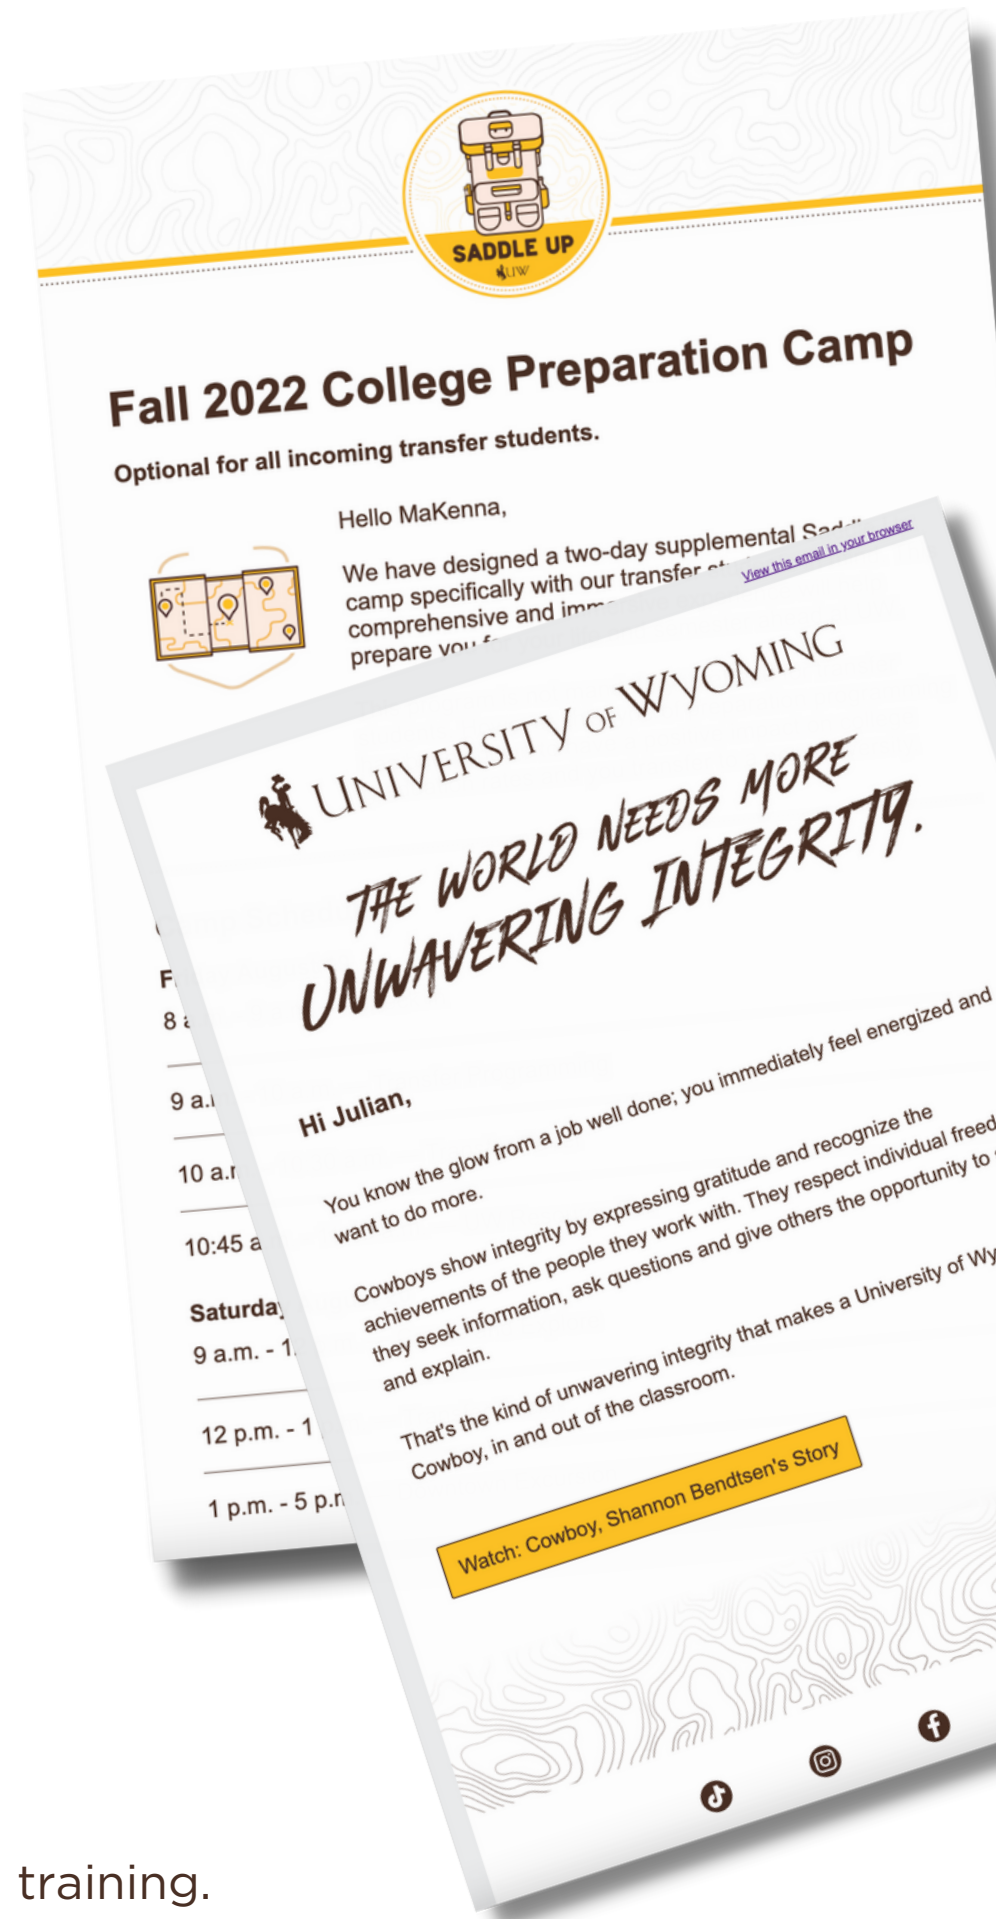 SADDLE UP
UW
Fall 2022 College Preparation Camp
Optional for all incoming transfer students.
Hello MaKenna,
We have designed a two-day supplemental
camp specifically with our transfer
comprehensive and
prepare you
8
9 a.
10 a.
10:45 a
9 a.m. - 1
12 p.m. - 1
1 p.m. - 5 p.
View this email in your browser
UNIVERSITY OF WYOMING
THE WORLD NEEDS MORE
UNWAVERING INTEGRITY.
Hi Julian,
You know the glow from a job well done; you immediately feel energized and
want to do more.
Cowboys show integrity by expressing gratitude and recognize the
achievements of the people they work with. They respect individual
they seek information, ask questions and give others the opportunity to
and explain.
That's the kind of unwavering integrity that makes a University of
Cowboy, in and out of the classroom.
Watch: Cowboy, Shannon Bendtsen's Story
training.